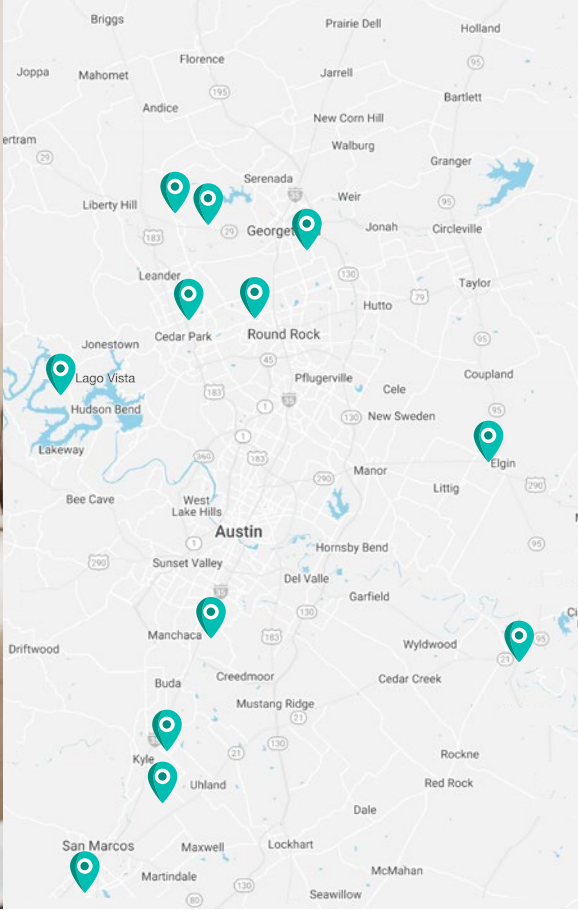 Briggs
Prairie Dell
Holland
Florence
95
Joppa
Mahomet
Jarrell
195
Bartlett
Andice
New Corn Hill
ertram
Walburg
29
Granger
Serenada
35
Weir
95
Liberty Hill
Circleville
183
29
Jonah
Leander
130
Taylor
79
Hutto
Cedar Park
Round Rock
95
Jonestown
45
Lago Vista
Pflugerville
Coupland
183
Cele
35
Hudson Bend
1
130
New Sweden
95
1
Lakeway
360
183
Elgin
Manor
290
290
Littig
Bee Cave
West
Lake Hills
Austin
1
95
Hornsby Bend
290
Sunset Valley
Del Valle
35
Garfield
130
Manchaca
183
95
Driftwood
Wyldwood
21
Creedmoor
Buda
Cedar Creek
Mustang Ridge
21
130
21
Kyle
Rockne
Uhland
Red Rock
Dale
San Marcos
Maxwell
Lockhart
Martindale
McMahan
130
Seawillow
80